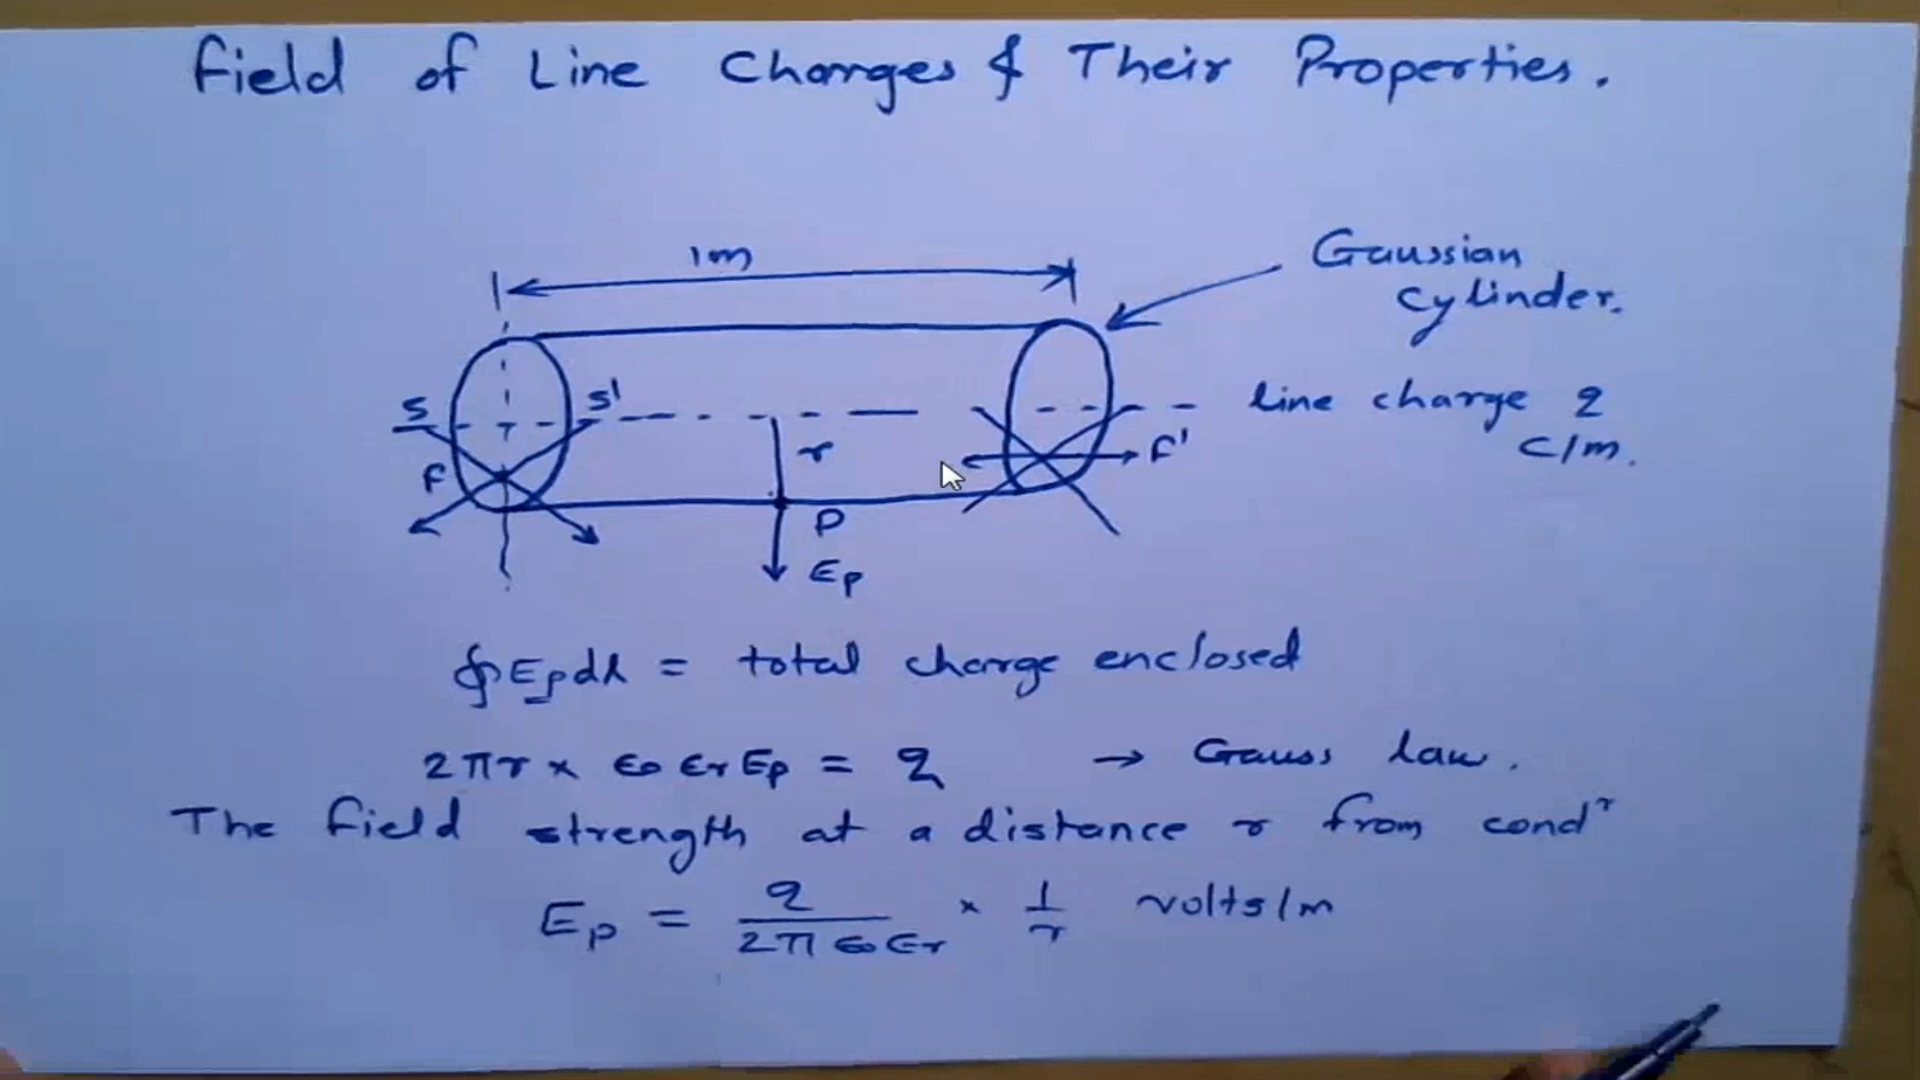 Field of Line Charges & Their Properties.
1m
Gaussian
cylinder.
S
S'
line charge q
c/m.
r
F
F'
P
Ep
= total charge enclosed
2πr × ϵ0 ϵr Ep = q → Gauss law.
The field strength at a distance r from condr
Ep = q / 2π ϵ0 ϵr × 1/r volts/m